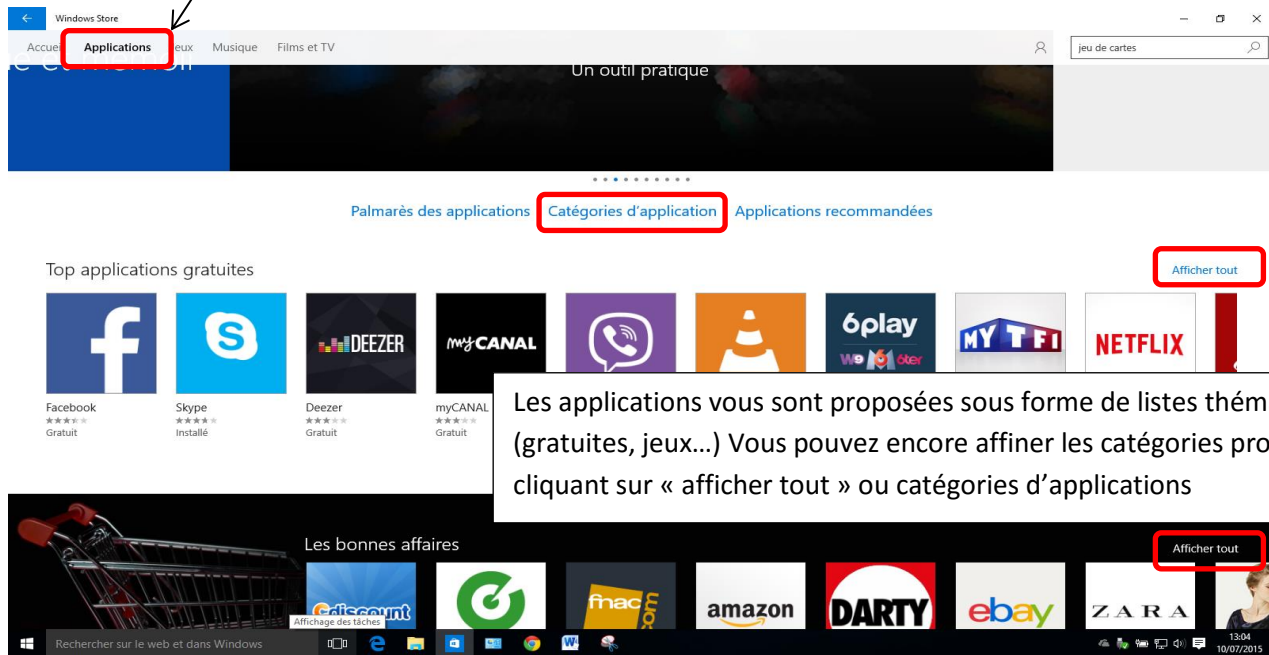 Windows Store
Accueil Applications Jeux Musique Films et TV
jeu de cartes
Un outil pratique
Palmarès des applications Catégories d'application Applications recommandées
Top applications gratuites
Afficher tout
DEEZER
myCANAL
6play
W9 6ter
MYTF1
NETFLIX
Facebook
Gratuit
Skype
Installé
Deezer
Gratuit
myCANAL
Gratuit
Les applications vous sont proposées sous forme de listes thém
(gratuites, jeux…) Vous pouvez encore affiner les catégories pro
cliquant sur « afficher tout » ou catégories d'applications
Les bonnes affaires
Afficher tout
Cdiscount
fnac
amazon
DARTY
ebay
ZARA
Affichage des tâches
Rechercher sur le web et dans Windows
13:04
10/07/2015